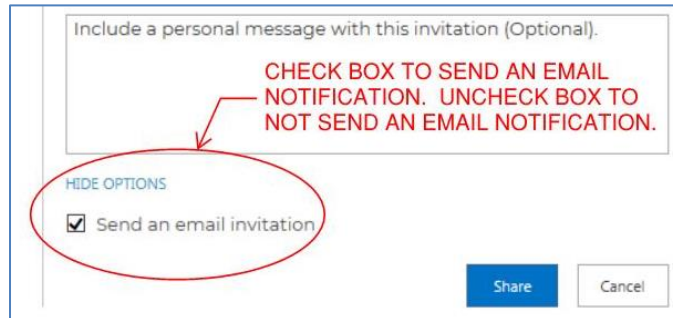 Include a personal message with this invitation (Optional).
CHECK BOX TO SEND AN EMAIL
NOTIFICATION. UNCHECK BOX TO
NOT SEND AN EMAIL NOTIFICATION.
HIDE OPTIONS
Send an email invitation
Share Cancel